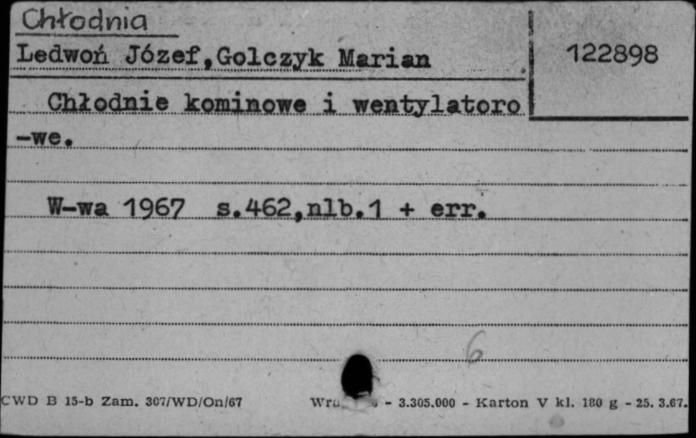 Chłodnia
Ledwoń Józef,Golczyk Marian
122898
Chłodnie kominowe i wentylatoro
-we.
W-wa 1967 s.462,nlb.1 + err.
6
CWD B 15-b Zam. 307/WD/On/67 - 3.305.000 - Karton V kl. 180 g - 25. 3.67.